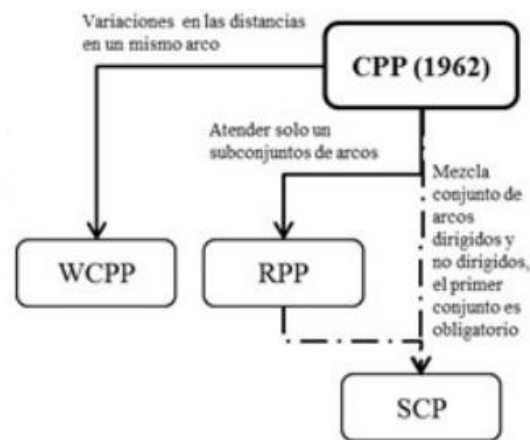 Variaciones en las distancias
en un mismo arco
CPP (1962)
Atender solo un
subconjuntos de arcos
Mezcla
conjunto de
arcos
dirigidos y
no dirigidos,
el primer
conjunto es
obligatorio
WCPP
RPP
SCP